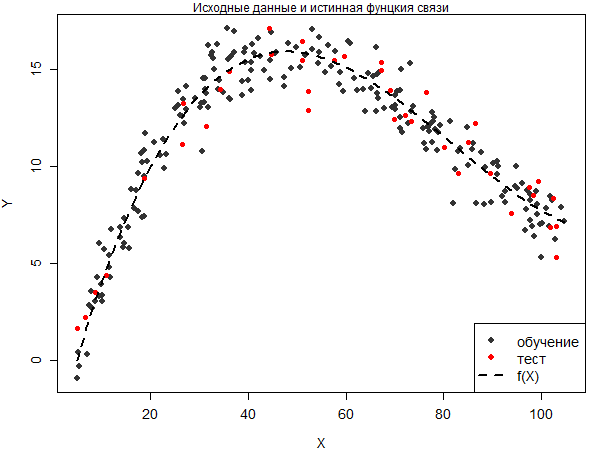 Исходные данные и истинная фунцкия связи
15
10
5
0
Y
20 40 60 80 100
X
обучение
тест
f(X)